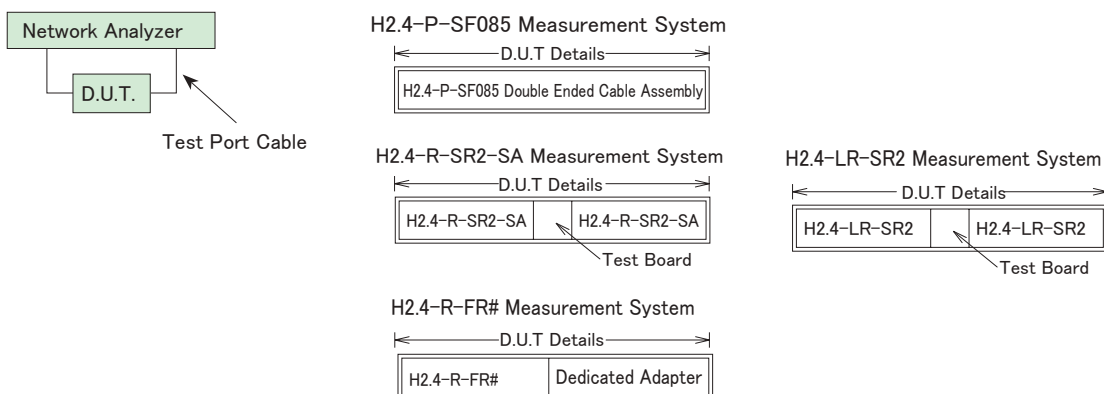 Network Analyzer
D.U.T.
Test Port Cable
H2.4-P-SF085 Measurement System
D.U.T Details
H2.4-P-SF085 Double Ended Cable Assembly
H2.4-R-SR2-SA Measurement System
D.U.T Details
H2.4-R-SR2-SA H2.4-R-SR2-SA
Test Board
H2.4-LR-SR2 Measurement System
D.U.T Details
H2.4-LR-SR2 H2.4-LR-SR2
Test Board
H2.4-R-FR# Measurement System
D.U.T Details
H2.4-R-FR# Dedicated Adapter